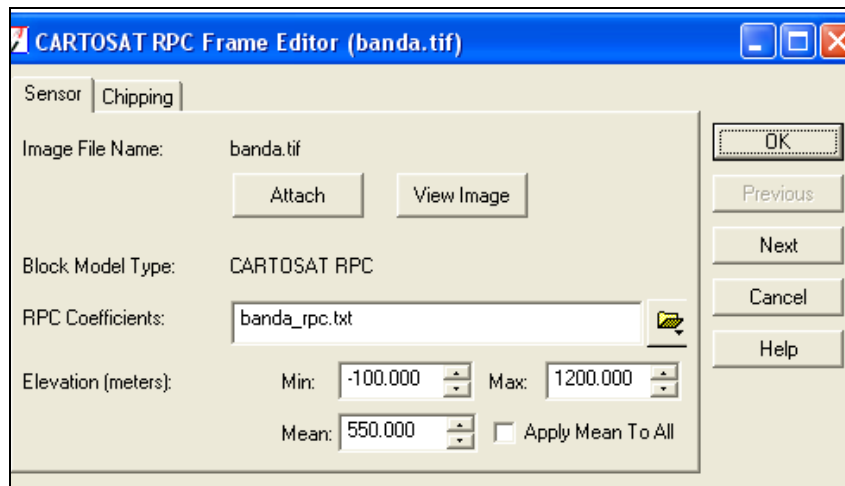 CARTOSAT RPC Frame Editor (banda.tif)
Sensor Chipping
Image File Name: banda.tif
Attach View Image
Block Model Type: CARTOSAT RPC
RPC Coefficients: banda_rpc.txt
Elevation (meters): Min: -100.000 Max: 1200.000
Mean: 550.000 Apply Mean To All
OK
Previous
Next
Cancel
Help